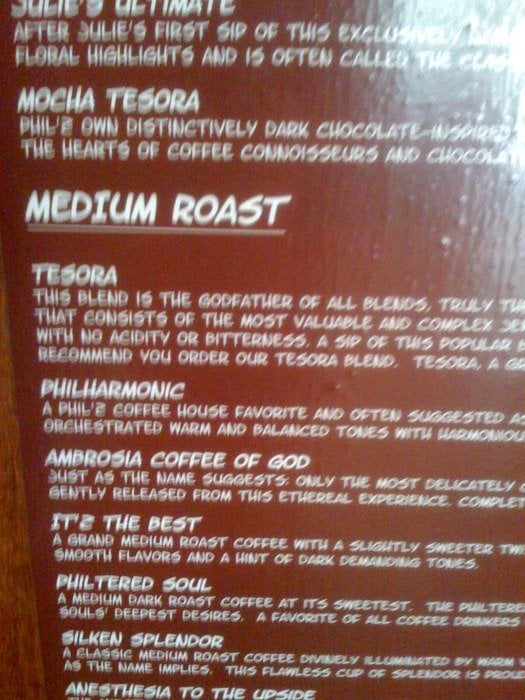 JULIE'S ULTIMATE
AFTER JULIE'S FIRST SIP OF THIS EXCLUSIVELY
FLORAL HIGHLIGHTS AND IS OFTEN CALLED THE
MOCHA TESORA
PHIL'Z OWN DISTINCTIVELY DARK CHOCOLATE-INSPIRED
THE HEARTS OF COFFEE CONNOISSEURS AND
MEDIUM ROAST
TESORA
THIS BLEND IS THE GODFATHER OF ALL BLENDS, TRULY
THAT CONSISTS OF THE MOST VALUABLE AND COMPLEX
WITH NO ACIDITY OR BITTERNESS. A SIP OF THIS POPULAR
RECOMMEND YOU ORDER OUR TESORA BLEND. TESORA, A
PHILHARMONIC
A PHIL'Z COFFEE HOUSE FAVORITE AND OFTEN SUGGESTED
ORCHESTRATED WARM AND BALANCED TONES WITH
AMBROSIA COFFEE OF GOD
JUST AS THE NAME SUGGESTS: ONLY THE MOST DELICATELY
GENTLY RELEASED FROM THIS ETHEREAL EXPERIENCE.
IT'Z THE BEST
A GRAND MEDIUM ROAST COFFEE WITH A SLIGHTLY SWEETER
SMOOTH FLAVORS AND A HINT OF DARK DEMANDING TONES.
PHILTERED SOUL
A MEDIUM DARK ROAST COFFEE AT ITS SWEETEST. THE
SOULS' DEEPEST DESIRES. A FAVORITE OF ALL COFFEE DRINKERS
SILKEN SPLENDOR
A CLASSIC MEDIUM ROAST COFFEE DIVINELY ILLUMINATED BY WARM
AS THE NAME IMPLIES. THIS FLAWLESS CUP OF SPLENDOR IS
ANESTHESIA TO THE UPSIDE